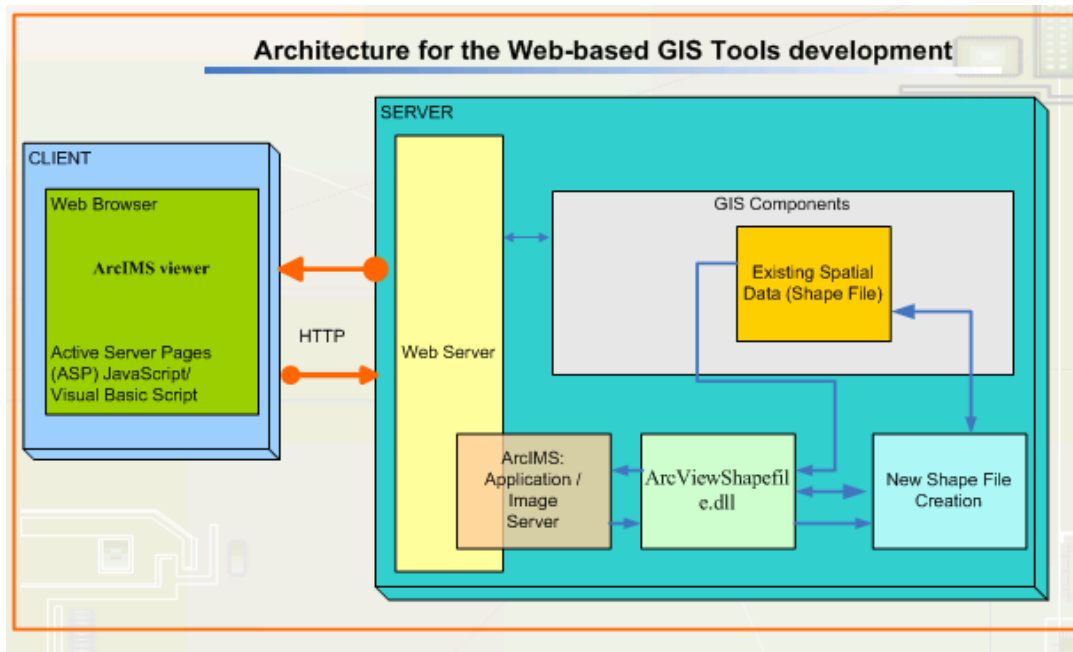 Architecture for the Web-based GIS Tools development
SERVER
CLIENT
Web Browser
ArcIMS viewer
Active Server Pages
(ASP) JavaScript/
Visual Basic Script
HTTP
Web Server
GIS Components
Existing Spatial
Data (Shape File)
ArcIMS:
Application /
Image
Server
ArcViewShapefil
e.dll
New Shape File
Creation